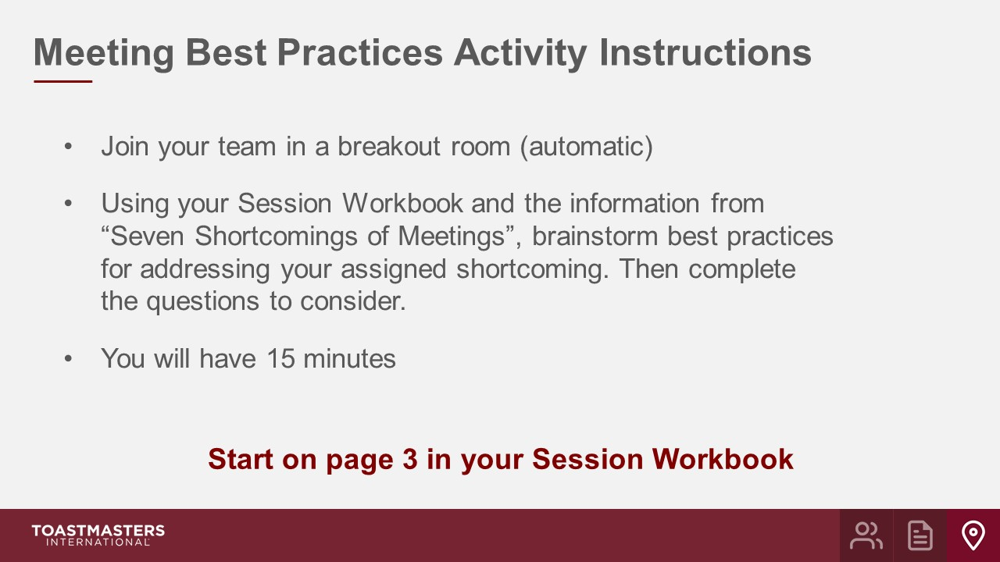 Meeting Best Practices Activity Instructions
• Join your team in a breakout room (automatic)
• Using your Session Workbook and the information from
“Seven Shortcomings of Meetings”, brainstorm best practices
for addressing your assigned shortcoming. Then complete
the questions to consider.
• You will have 15 minutes
Start on page 3 in your Session Workbook
TOASTMASTERS
INTERNATIONAL